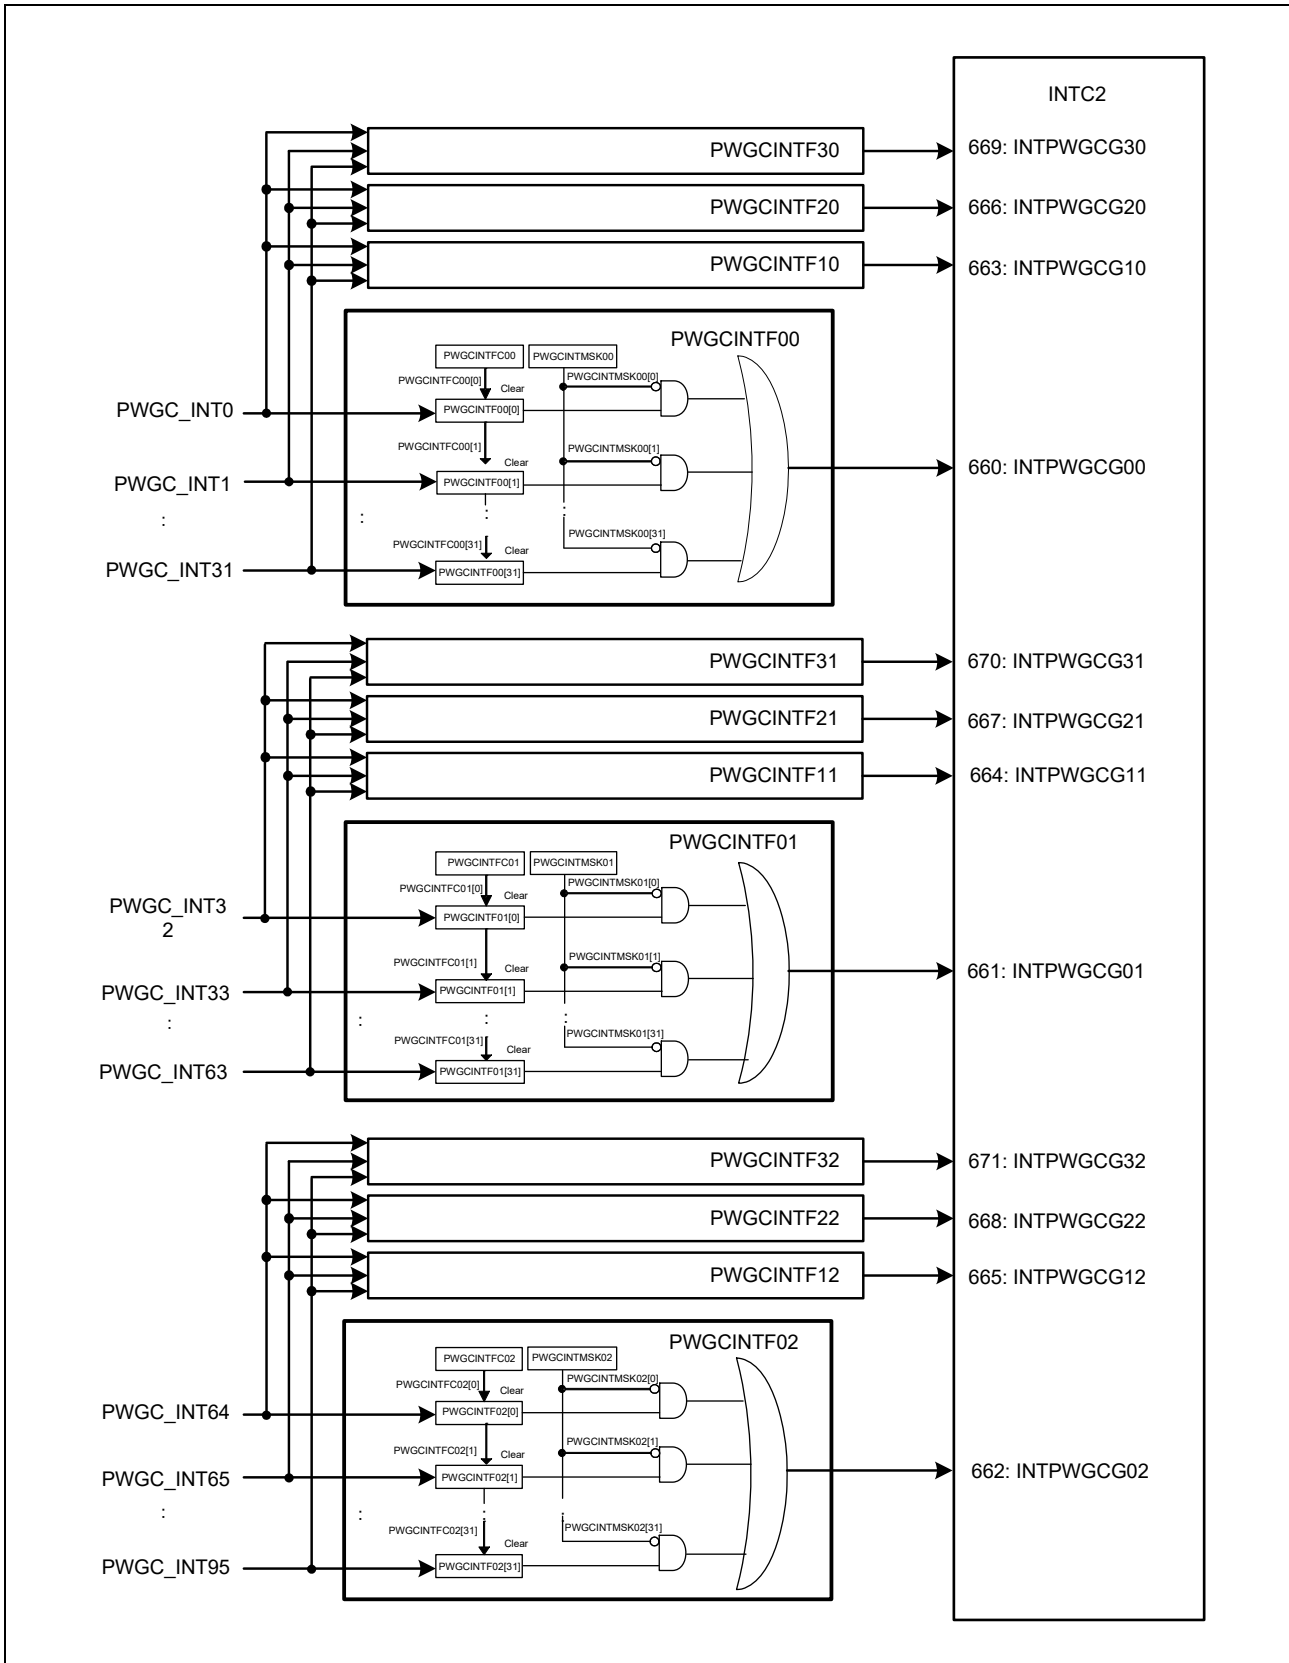 INTC2
PWGCINTF30
669: INTPWGCG30
PWGCINTF20
666: INTPWGCG20
PWGCINTF10
663: INTPWGCG10
PWGCINTF00
PWGCINTFC00
PWGCINTMSK00
PWGCINTFC00[0]
Clear
PWGCINTMSK00[0]
PWGC_INT0
PWGCINTF00[0]
PWGCINTFC00[1]
Clear
PWGCINTMSK00[1]
660: INTPWGCG00
PWGC_INT1
PWGCINTF00[1]
:
:
:
:
PWGCINTFC00[31]
Clear
PWGCINTMSK00[31]
PWGC_INT31
PWGCINTF00[31]
PWGCINTF31
670: INTPWGCG31
PWGCINTF21
667: INTPWGCG21
PWGCINTF11
664: INTPWGCG11
PWGCINTF01
PWGCINTFC01
PWGCINTMSK01
PWGCINTFC01[0]
Clear
PWGCINTMSK01[0]
PWGC_INT3
2
PWGCINTF01[0]
PWGCINTFC01[1]
Clear
PWGCINTMSK01[1]
661: INTPWGCG01
PWGC_INT33
PWGCINTF01[1]
:
:
:
:
PWGCINTFC01[31]
Clear
PWGCINTMSK01[31]
PWGC_INT63
PWGCINTF01[31]
PWGCINTF32
671: INTPWGCG32
PWGCINTF22
668: INTPWGCG22
PWGCINTF12
665: INTPWGCG12
PWGCINTF02
PWGCINTFC02
PWGCINTMSK02
PWGCINTFC02[0]
Clear
PWGCINTMSK02[0]
PWGC_INT64
PWGCINTF02[0]
PWGCINTFC02[1]
Clear
PWGCINTMSK02[1]
662: INTPWGCG02
PWGC_INT65
PWGCINTF02[1]
:
:
:
:
PWGCINTFC02[31]
Clear
PWGCINTMSK02[31]
PWGC_INT95
PWGCINTF02[31]